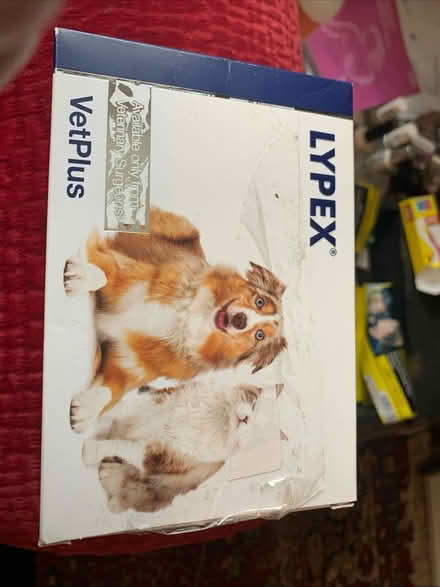 LYPEX®
Available only from
Veterinary Surgeons
VetPlus